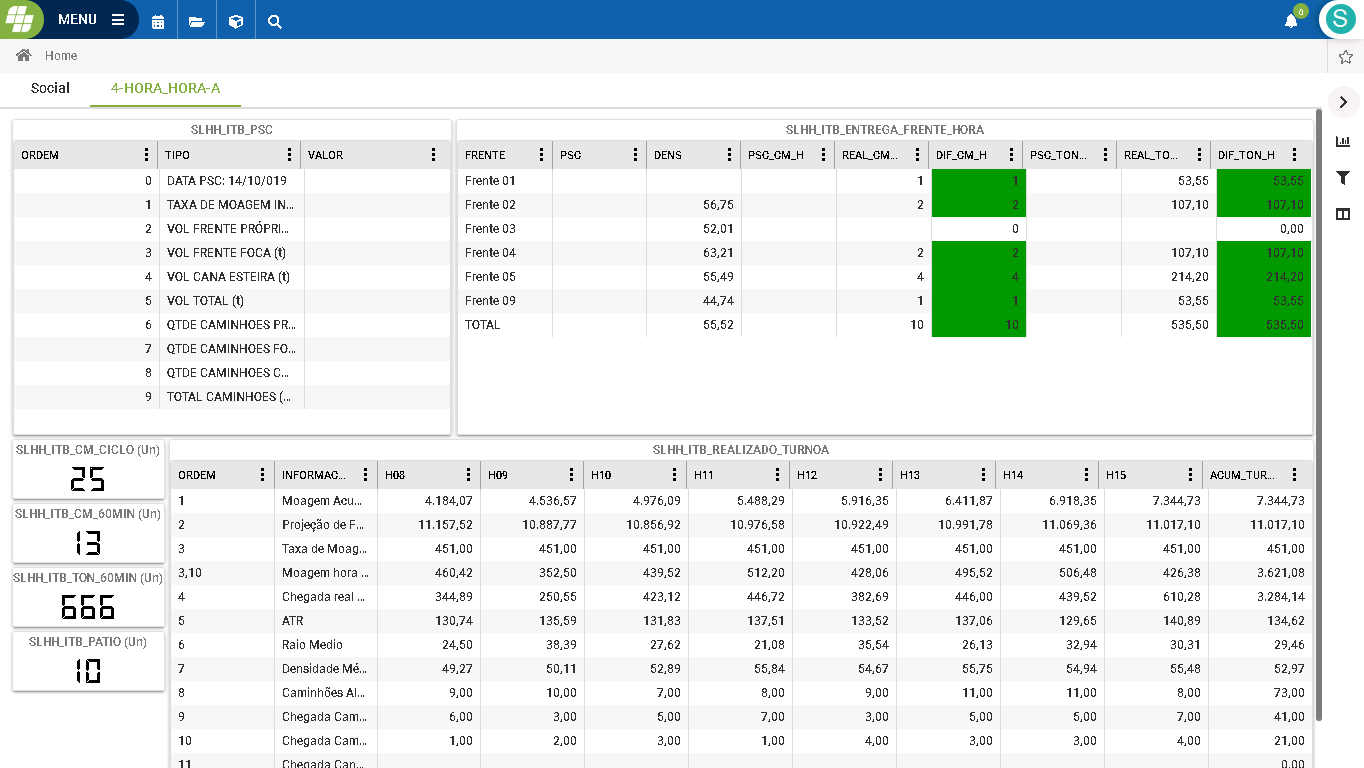 MENU
0
S
Home
Social 4-HORA_HORA-A
SLHH_ITB_PSC
ORDEM TIPO VALOR
0 DATA PSC: 14/10/019
1 TAXA DE MOAGEM IN...
2 VOL FRENTE PRÓPRI...
3 VOL FRENTE FOCA (t)
4 VOL CANA ESTEIRA (t)
5 VOL TOTAL (t)
6 QTDE CAMINHOES PR...
7 QTDE CAMINHOES FO...
8 QTDE CAMINHOES C...
9 TOTAL CAMINHOES (...
SLHH_ITB_ENTREGA_FRENTE_HORA
FRENTE PSC DENS PSC_CM_H REAL_CM... DIF_CM_H PSC_TON... REAL_TO... DIF_TON_H
Frente 01 1 1 53,55 53,55
Frente 02 56,75 2 2 107,10 107,10
Frente 03 52,01 0 0,00
Frente 04 63,21 2 2 107,10 107,10
Frente 05 55,49 4 4 214,20 214,20
Frente 09 44,74 1 1 53,55 53,55
TOTAL 55,52 10 10 535,50 535,50
SLHH_ITB_CM_CICLO (Un)
25
SLHH_ITB_CM_60MIN (Un)
13
SLHH_ITB_TON_60MIN (Un)
666
SLHH_ITB_PATIO (Un)
10
SLHH_ITB_REALIZADO_TURNOA
ORDEM INFORMAC... H08 H09 H10 H11 H12 H13 H14 H15 ACUM_TUR...
1 Moagem Acu... 4.184,07 4.536,57 4.976,09 5.488,29 5.916,35 6.411,87 6.918,35 7.344,73 7.344,73
2 Projeção de F... 11.157,52 10.887,77 10.856,92 10.976,58 10.922,49 10.991,78 11.069,36 11.017,10 11.017,10
3 Taxa de Moag... 451,00 451,00 451,00 451,00 451,00 451,00 451,00 451,00 451,00
3,10 Moagem hora ... 460,42 352,50 439,52 512,20 428,06 495,52 506,48 426,38 3.621,08
4 Chegada real ... 344,89 250,55 423,12 446,72 382,69 446,00 439,52 610,28 3.284,14
5 ATR 130,74 135,59 131,83 137,51 133,52 137,06 129,65 140,89 134,62
6 Raio Medio 24,50 38,39 27,62 21,08 35,54 26,13 32,94 30,31 29,46
7 Densidade Mé... 49,27 50,11 52,89 55,84 54,67 55,75 54,94 55,48 52,97
8 Caminhões Al... 9,00 10,00 7,00 8,00 9,00 11,00 11,00 8,00 73,00
9 Chegada Cam... 6,00 3,00 5,00 7,00 3,00 5,00 5,00 7,00 41,00
10 Chegada Cam... 1,00 2,00 3,00 1,00 4,00 3,00 3,00 4,00 21,00
11 Chegada Can... 0,00